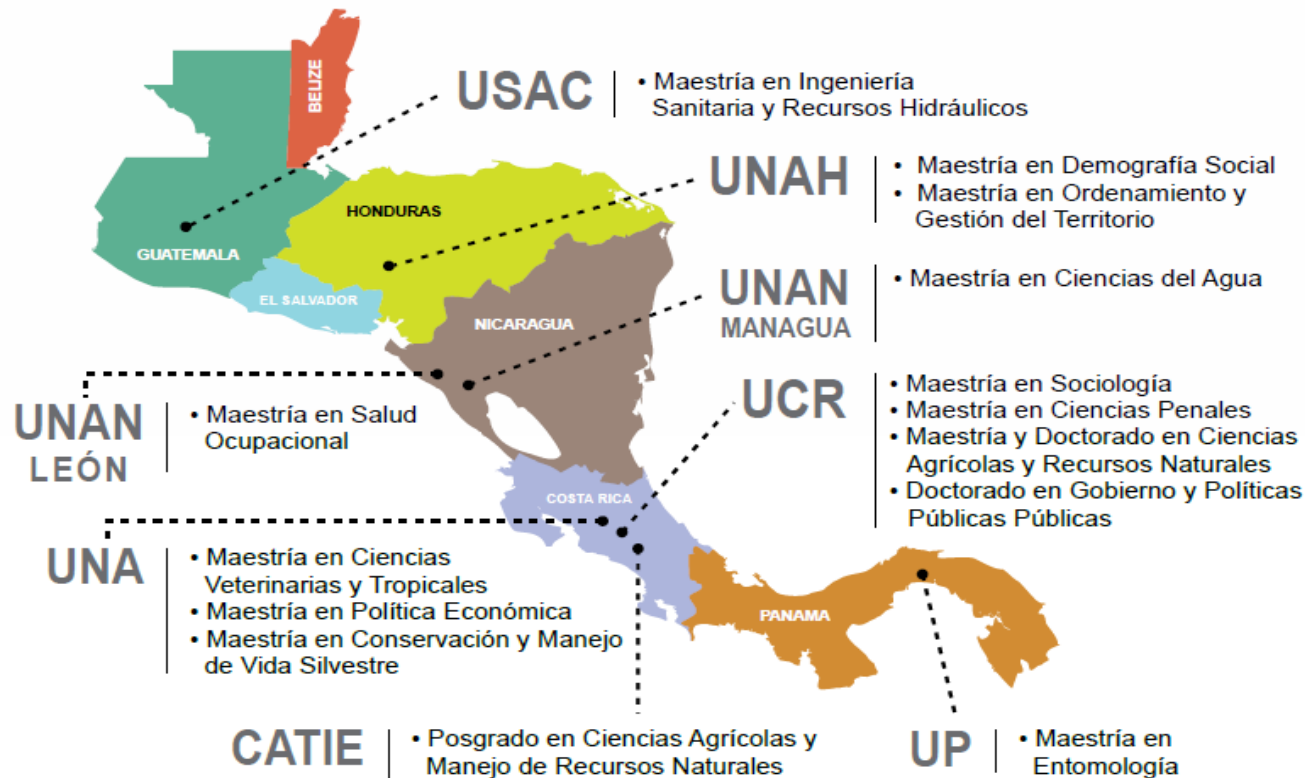 BELIZE
USAC
• Maestría en Ingeniería
Sanitaria y Recursos Hidráulicos
UNAH
• Maestría en Demografía Social
• Maestría en Ordenamiento y
Gestión del Territorio
HONDURAS
GUATEMALA
EL SALVADOR
NICARAGUA
UNAN
MANAGUA
• Maestría en Ciencias del Agua
UNAN
LEÓN
• Maestría en Salud
Ocupacional
UCR
• Maestría en Sociología
• Maestría en Ciencias Penales
• Maestría y Doctorado en Ciencias
Agrícolas y Recursos Naturales
• Doctorado en Gobierno y Políticas
Públicas Públicas
COSTA RICA
UNA
• Maestría en Ciencias
Veterinarias y Tropicales
• Maestría en Política Económica
• Maestría en Conservación y Manejo
de Vida Silvestre
PANAMA
CATIE
• Posgrado en Ciencias Agrícolas y
Manejo de Recursos Naturales
UP
• Maestría en
Entomología